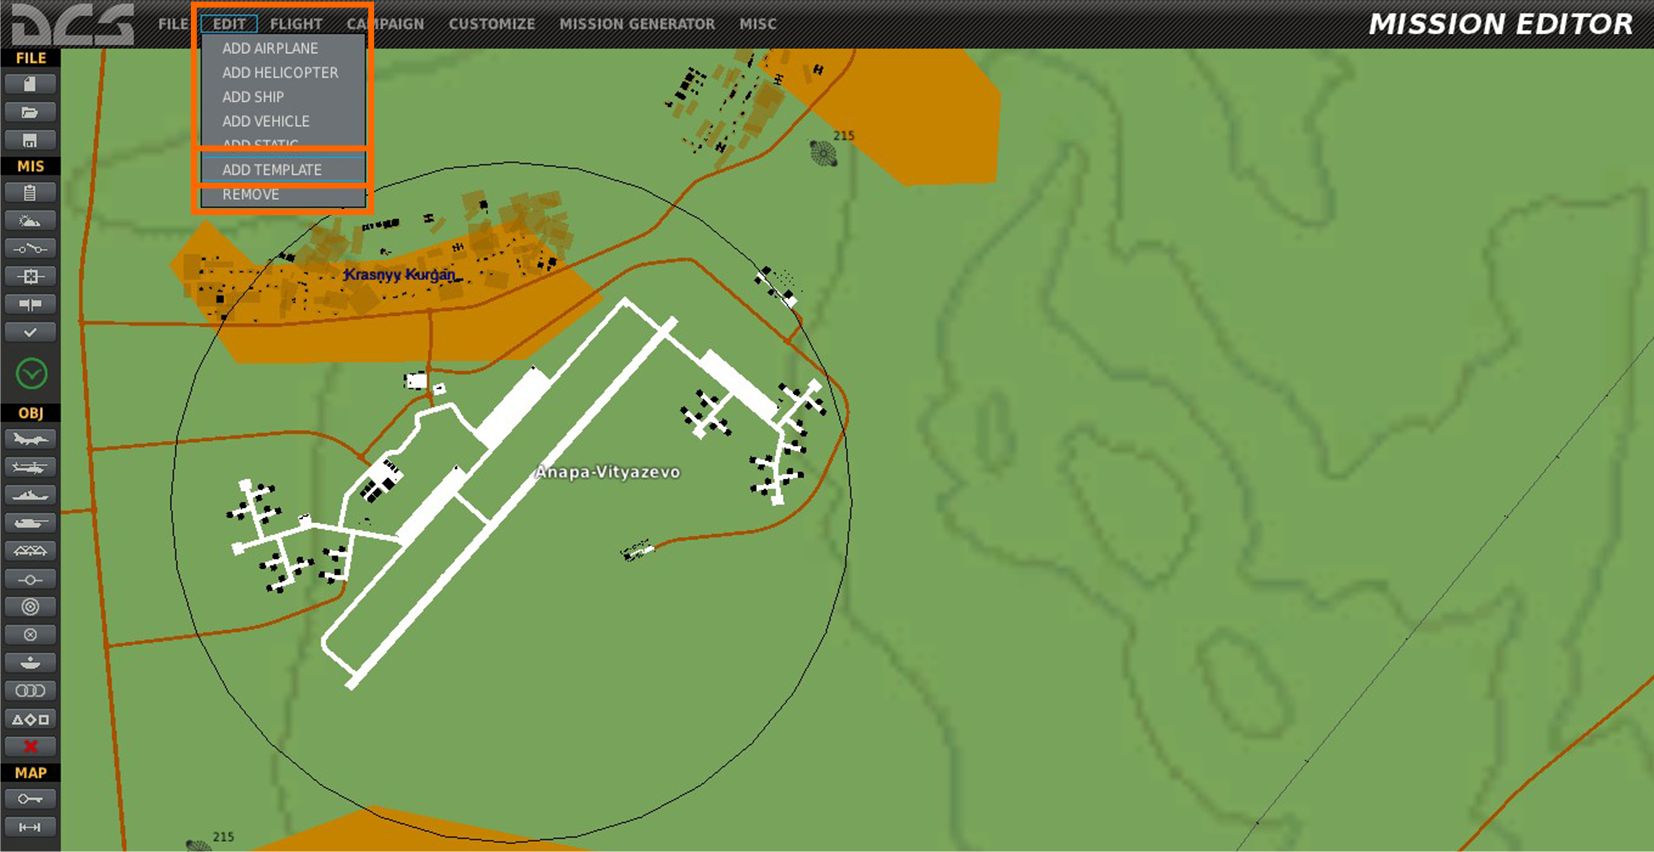 DCS
FILE EDIT FLIGHT CAMPAIGN CUSTOMIZE MISSION GENERATOR MISC
MISSION EDITOR
ADD AIRPLANE
ADD HELICOPTER
ADD SHIP
ADD VEHICLE
ADD STATIC
ADD TEMPLATE
REMOVE
FILE
MIS
OBJ
MAP
215
Krasnyy Kurgan
Anapa-Vityazevo
215